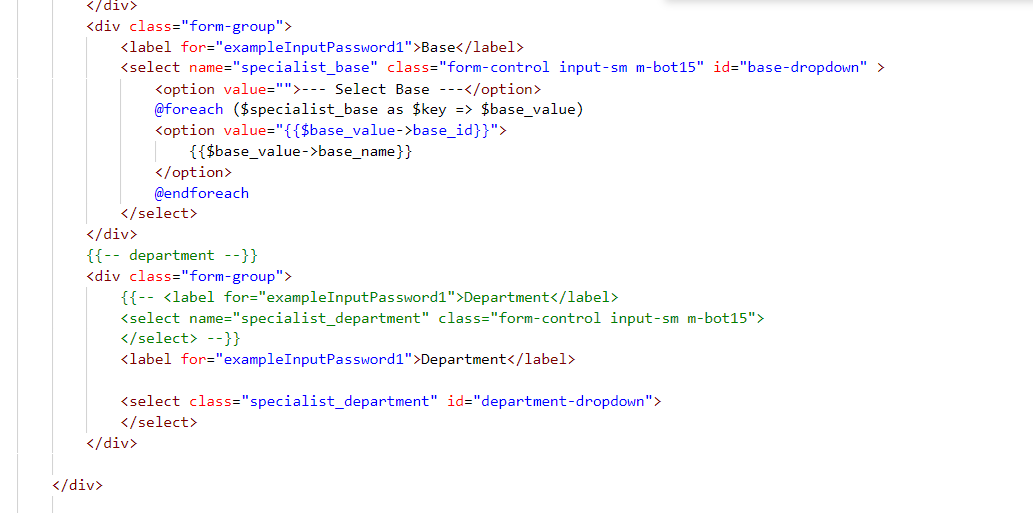 </div>
<div class="form-group">
<label for="exampleInputPassword1">Base</label>
<select name="specialist_base" class="form-control input-sm m-bot15" id="base-dropdown" >
<option value="">--- Select Base ---</option>
@foreach ($specialist_base as $key => $base_value)
<option value="{{$base_value->base_id}}">
{{$base_value->base_name}}
</option>
@endforeach
</select>
</div>
{{-- department --}}
<div class="form-group">
{{-- <label for="exampleInputPassword1">Department</label>
<select name="specialist_department" class="form-control input-sm m-bot15">
</select> --}}
<label for="exampleInputPassword1">Department</label>
<select class="specialist_department" id="department-dropdown">
</select>
</div>
</div>